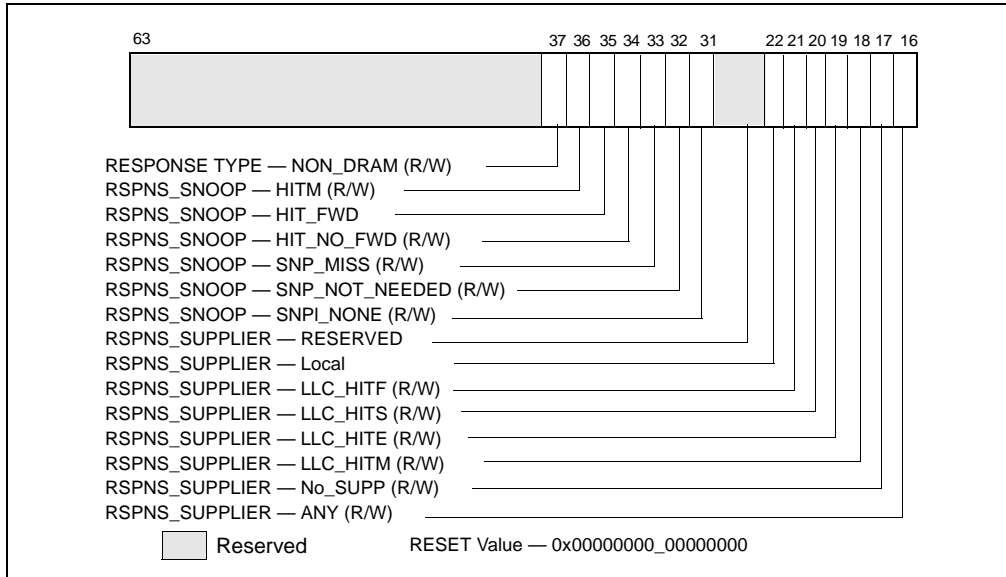 63 37 36 35 34 33 32 31 22 21 20 19 18 17 16
RESPONSE TYPE — NON_DRAM (R/W)
RSPNS_SNOOP — HITM (R/W)
RSPNS_SNOOP — HIT_FWD
RSPNS_SNOOP — HIT_NO_FWD (R/W)
RSPNS_SNOOP — SNP_MISS (R/W)
RSPNS_SNOOP — SNP_NOT_NEEDED (R/W)
RSPNS_SNOOP — SNPI_NONE (R/W)
RSPNS_SUPPLIER — RESERVED
RSPNS_SUPPLIER — Local
RSPNS_SUPPLIER — LLC_HITF (R/W)
RSPNS_SUPPLIER — LLC_HITS (R/W)
RSPNS_SUPPLIER — LLC_HITE (R/W)
RSPNS_SUPPLIER — LLC_HITM (R/W)
RSPNS_SUPPLIER — No_SUPP (R/W)
RSPNS_SUPPLIER — ANY (R/W)
Reserved RESET Value — 0x00000000_00000000